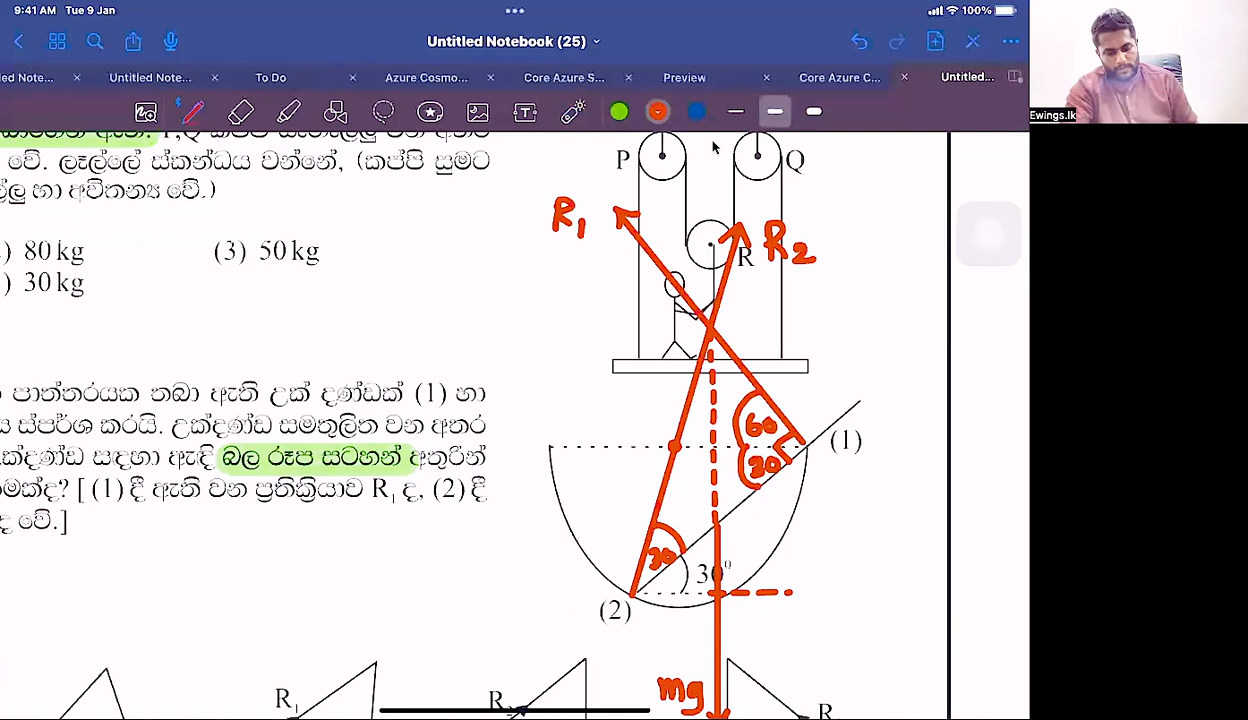 9:41 AM Tue 9 Jan
100%
Untitled Notebook (25)
led Note...
Untitled Note...
To Do
Azure Cosmo...
Core Azure S...
Preview
Core Azure C...
Untitled...
Ewings.lk
වේ. ලෑල්ලේ ස්කන්ධය වන්නේ, (කප්පි සුමට
ල්ලු හා අවිතන්‍ය වේ.)
) 80 kg (3) 50 kg
) 30 kg
P Q
R
R₁ R₂
පාත්තරයක තබා ඇති උක් දණ්ඩක් (1) හා
ය ස්පර්ශ කරයි. උක්දණ්ඩ සමතුලිත වන අතර
ක්දණ්ඩ සඳහා ඇඳි බල රූප සටහන් අතුරින්
මක්ද? [ (1) දී ඇති වන ප්‍රතික්‍රියාව R₁ ද, (2) දී
ද වේ.]
60
30
(1)
30
30⁰
(2)
mg
R₁
R
R